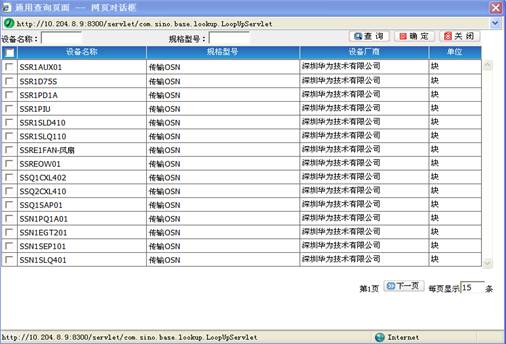 通用查询页面 -- 网页对话框
http://10.204.8.9:8300/servlet/com.sino.base.lookup.LoopUpServlet
设备名称： 规格型号： 查 询 确 定 关 闭
设备名称 规格型号 设备厂商 单位
SSR1AUX01 传输OSN 深圳华为技术有限公司 块
SSR1D75S 传输OSN 深圳华为技术有限公司 块
SSR1PD1A 传输OSN 深圳华为技术有限公司 块
SSR1PIU 传输OSN 深圳华为技术有限公司 块
SSR1SLD410 传输OSN 深圳华为技术有限公司 块
SSR1SLQ110 传输OSN 深圳华为技术有限公司 块
SSRE1FAN-风扇 传输OSN 深圳华为技术有限公司 块
SSREOW01 传输OSN 深圳华为技术有限公司 块
SSQ1CXL402 传输OSN 深圳华为技术有限公司 块
SSQ2CXL410 传输OSN 深圳华为技术有限公司 块
SSQ1SAP01 传输OSN 深圳华为技术有限公司 块
SSN1PQ1A01 传输OSN 深圳华为技术有限公司 块
SSN1EGT201 传输OSN 深圳华为技术有限公司 块
SSN1SEP101 传输OSN 深圳华为技术有限公司 块
SSN1SLQ401 传输OSN 深圳华为技术有限公司 块
第1页 下一页 每页显示 15 条
http://10.204.8.9:8300/servlet/com.sino.base.lookup.LoopUpServlet Internet